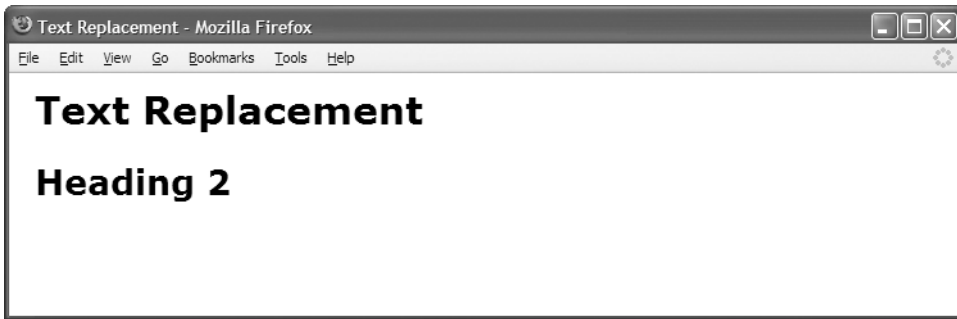 Text Replacement - Mozilla Firefox
File Edit View Go Bookmarks Tools Help
Text Replacement
Heading 2